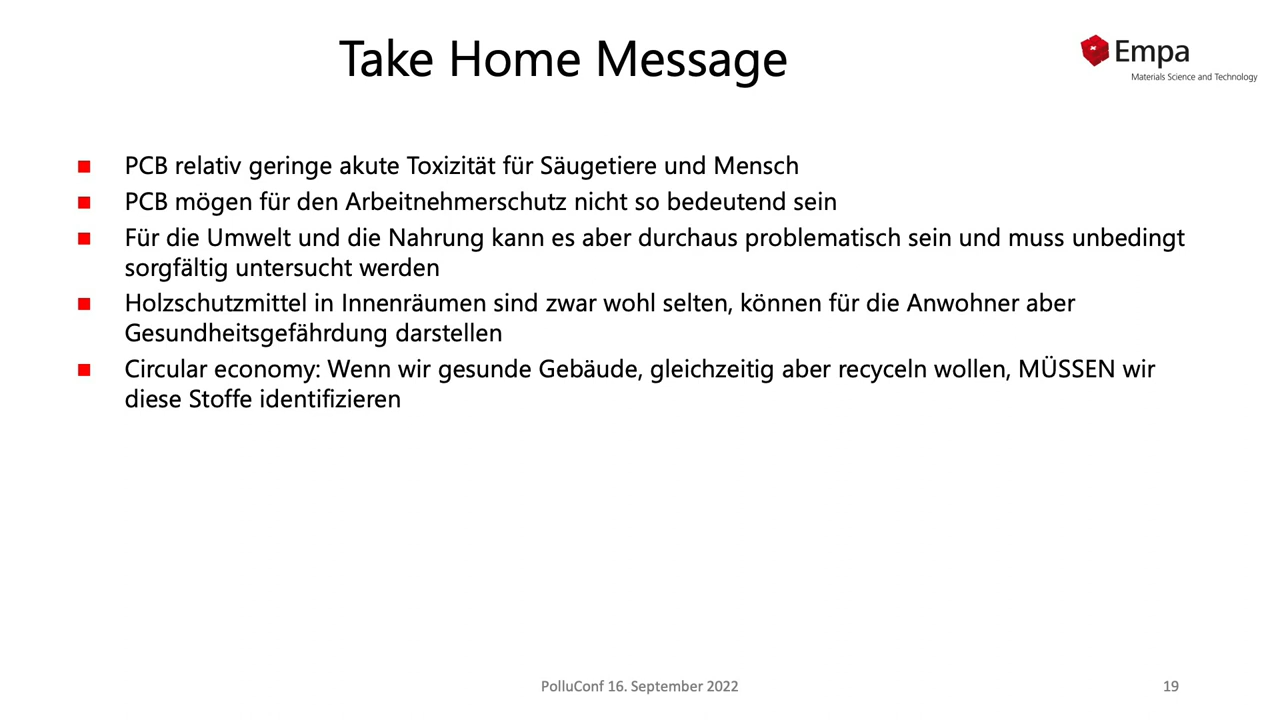 Take Home Message
Empa
Materials Science and Technology
PCB relativ geringe akute Toxizität für Säugetiere und Mensch
PCB mögen für den Arbeitnehmerschutz nicht so bedeutend sein
Für die Umwelt und die Nahrung kann es aber durchaus problematisch sein und muss unbedingt
sorgfältig untersucht werden
Holzschutzmittel in Innenräumen sind zwar wohl selten, können für die Anwohner aber
Gesundheitsgefährdung darstellen
Circular economy: Wenn wir gesunde Gebäude, gleichzeitig aber recyceln wollen, MÜSSEN wir
diese Stoffe identifizieren
PolluConf 16. September 2022
19